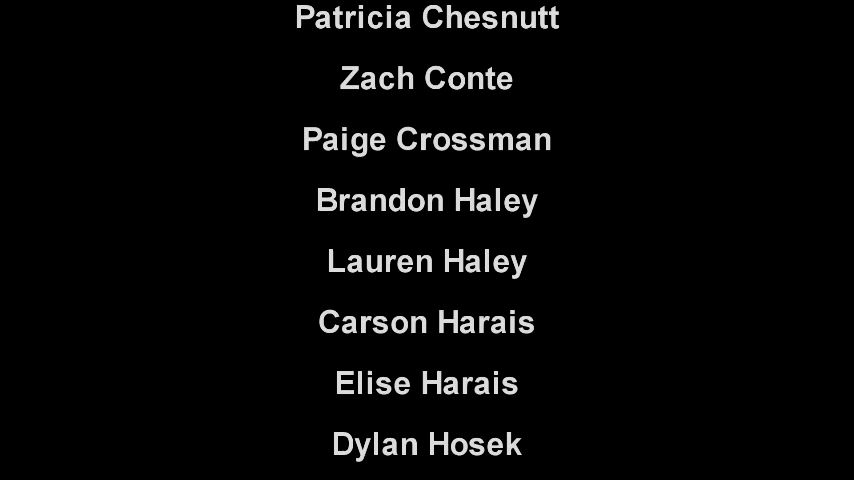 Patricia Chesnutt
Zach Conte
Paige Crossman
Brandon Haley
Lauren Haley
Carson Harais
Elise Harais
Dylan Hosek